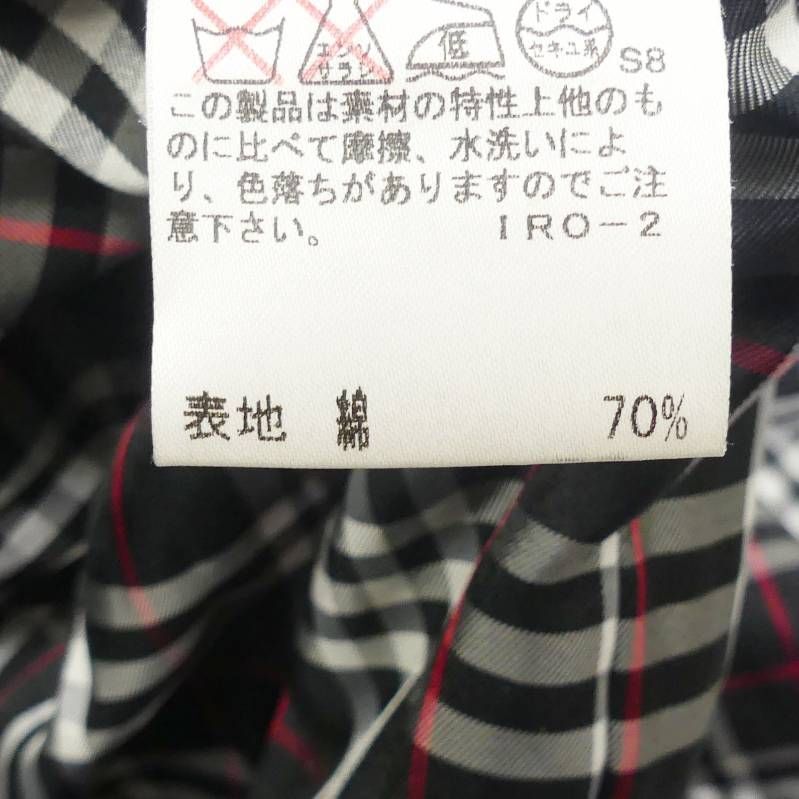 エンソサラシ 低 ドライ セキユ系 S8
この製品は素材の特性上他のも
のに比べて摩擦、水洗いによ
り、色落ちがありますのでご注
意下さい。 IRO-2
表地 綿 70%